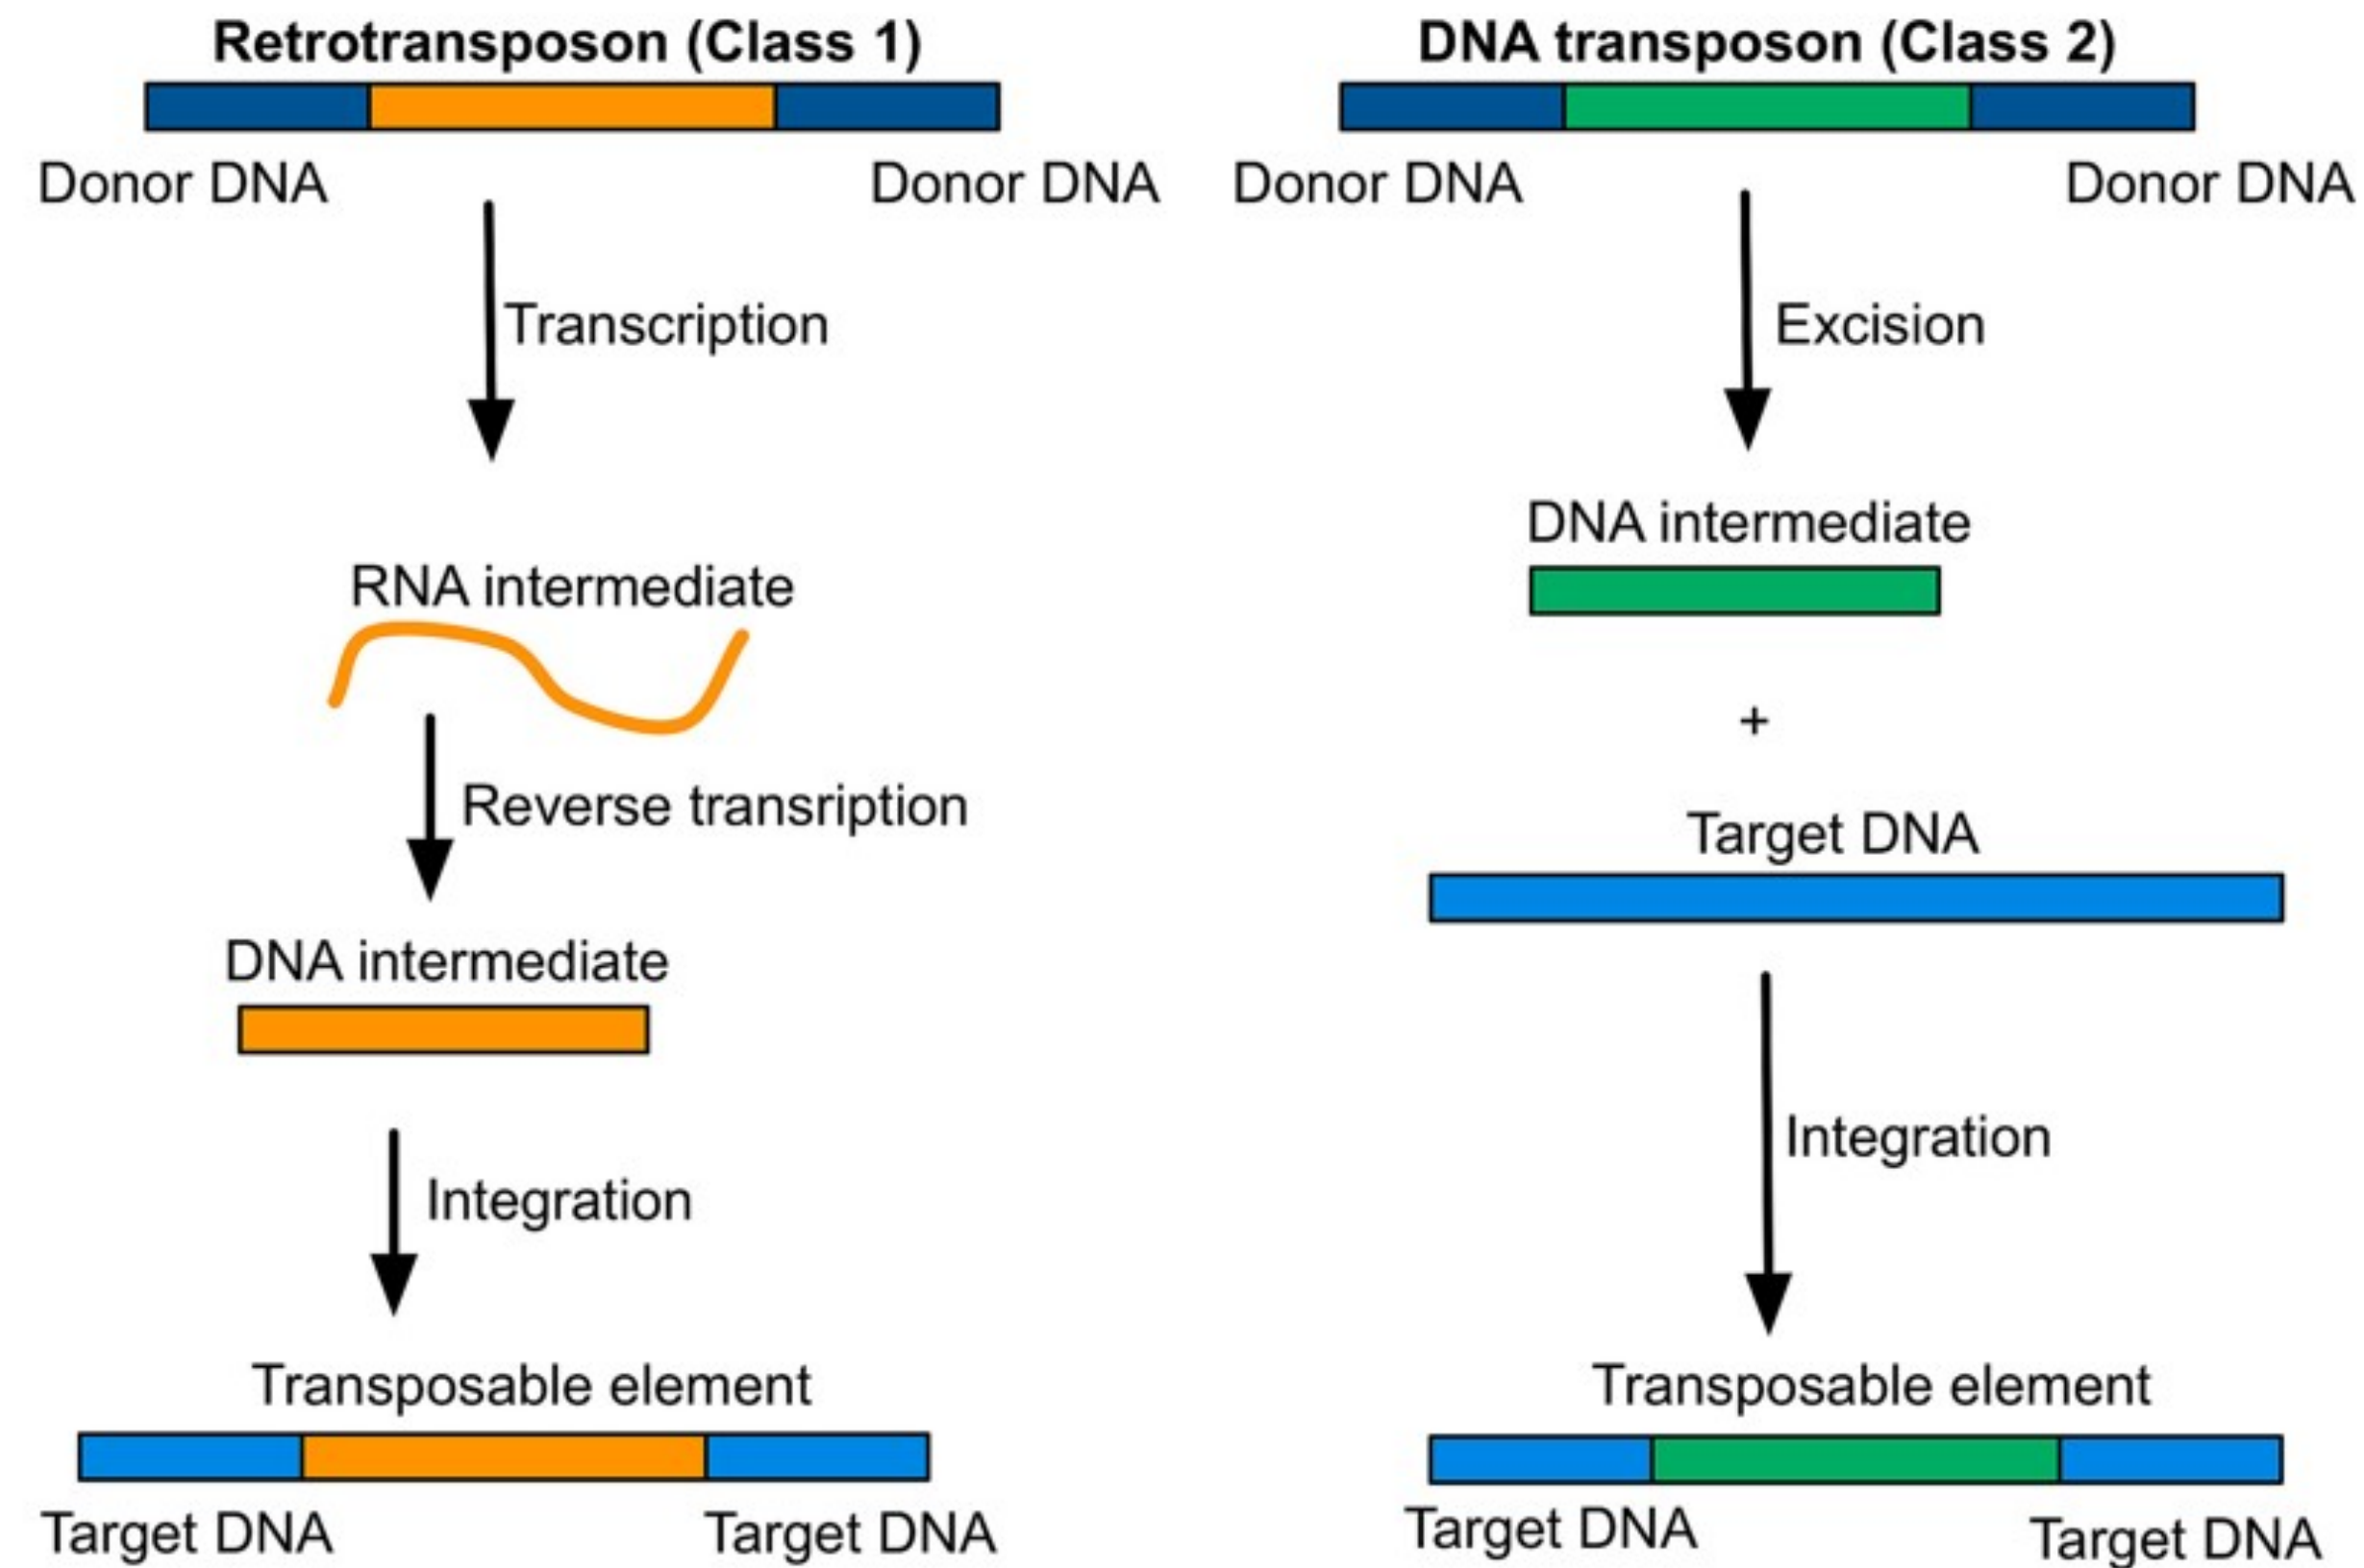 Retrotransposon (Class 1)
Donor DNA
Donor DNA
Transcription
RNA intermediate
Reverse transription
DNA intermediate
Integration
Transposable element
Target DNA
Target DNA
DNA transposon (Class 2)
Donor DNA
Donor DNA
Excision
DNA intermediate
+
Target DNA
Integration
Transposable element
Target DNA
Target DNA